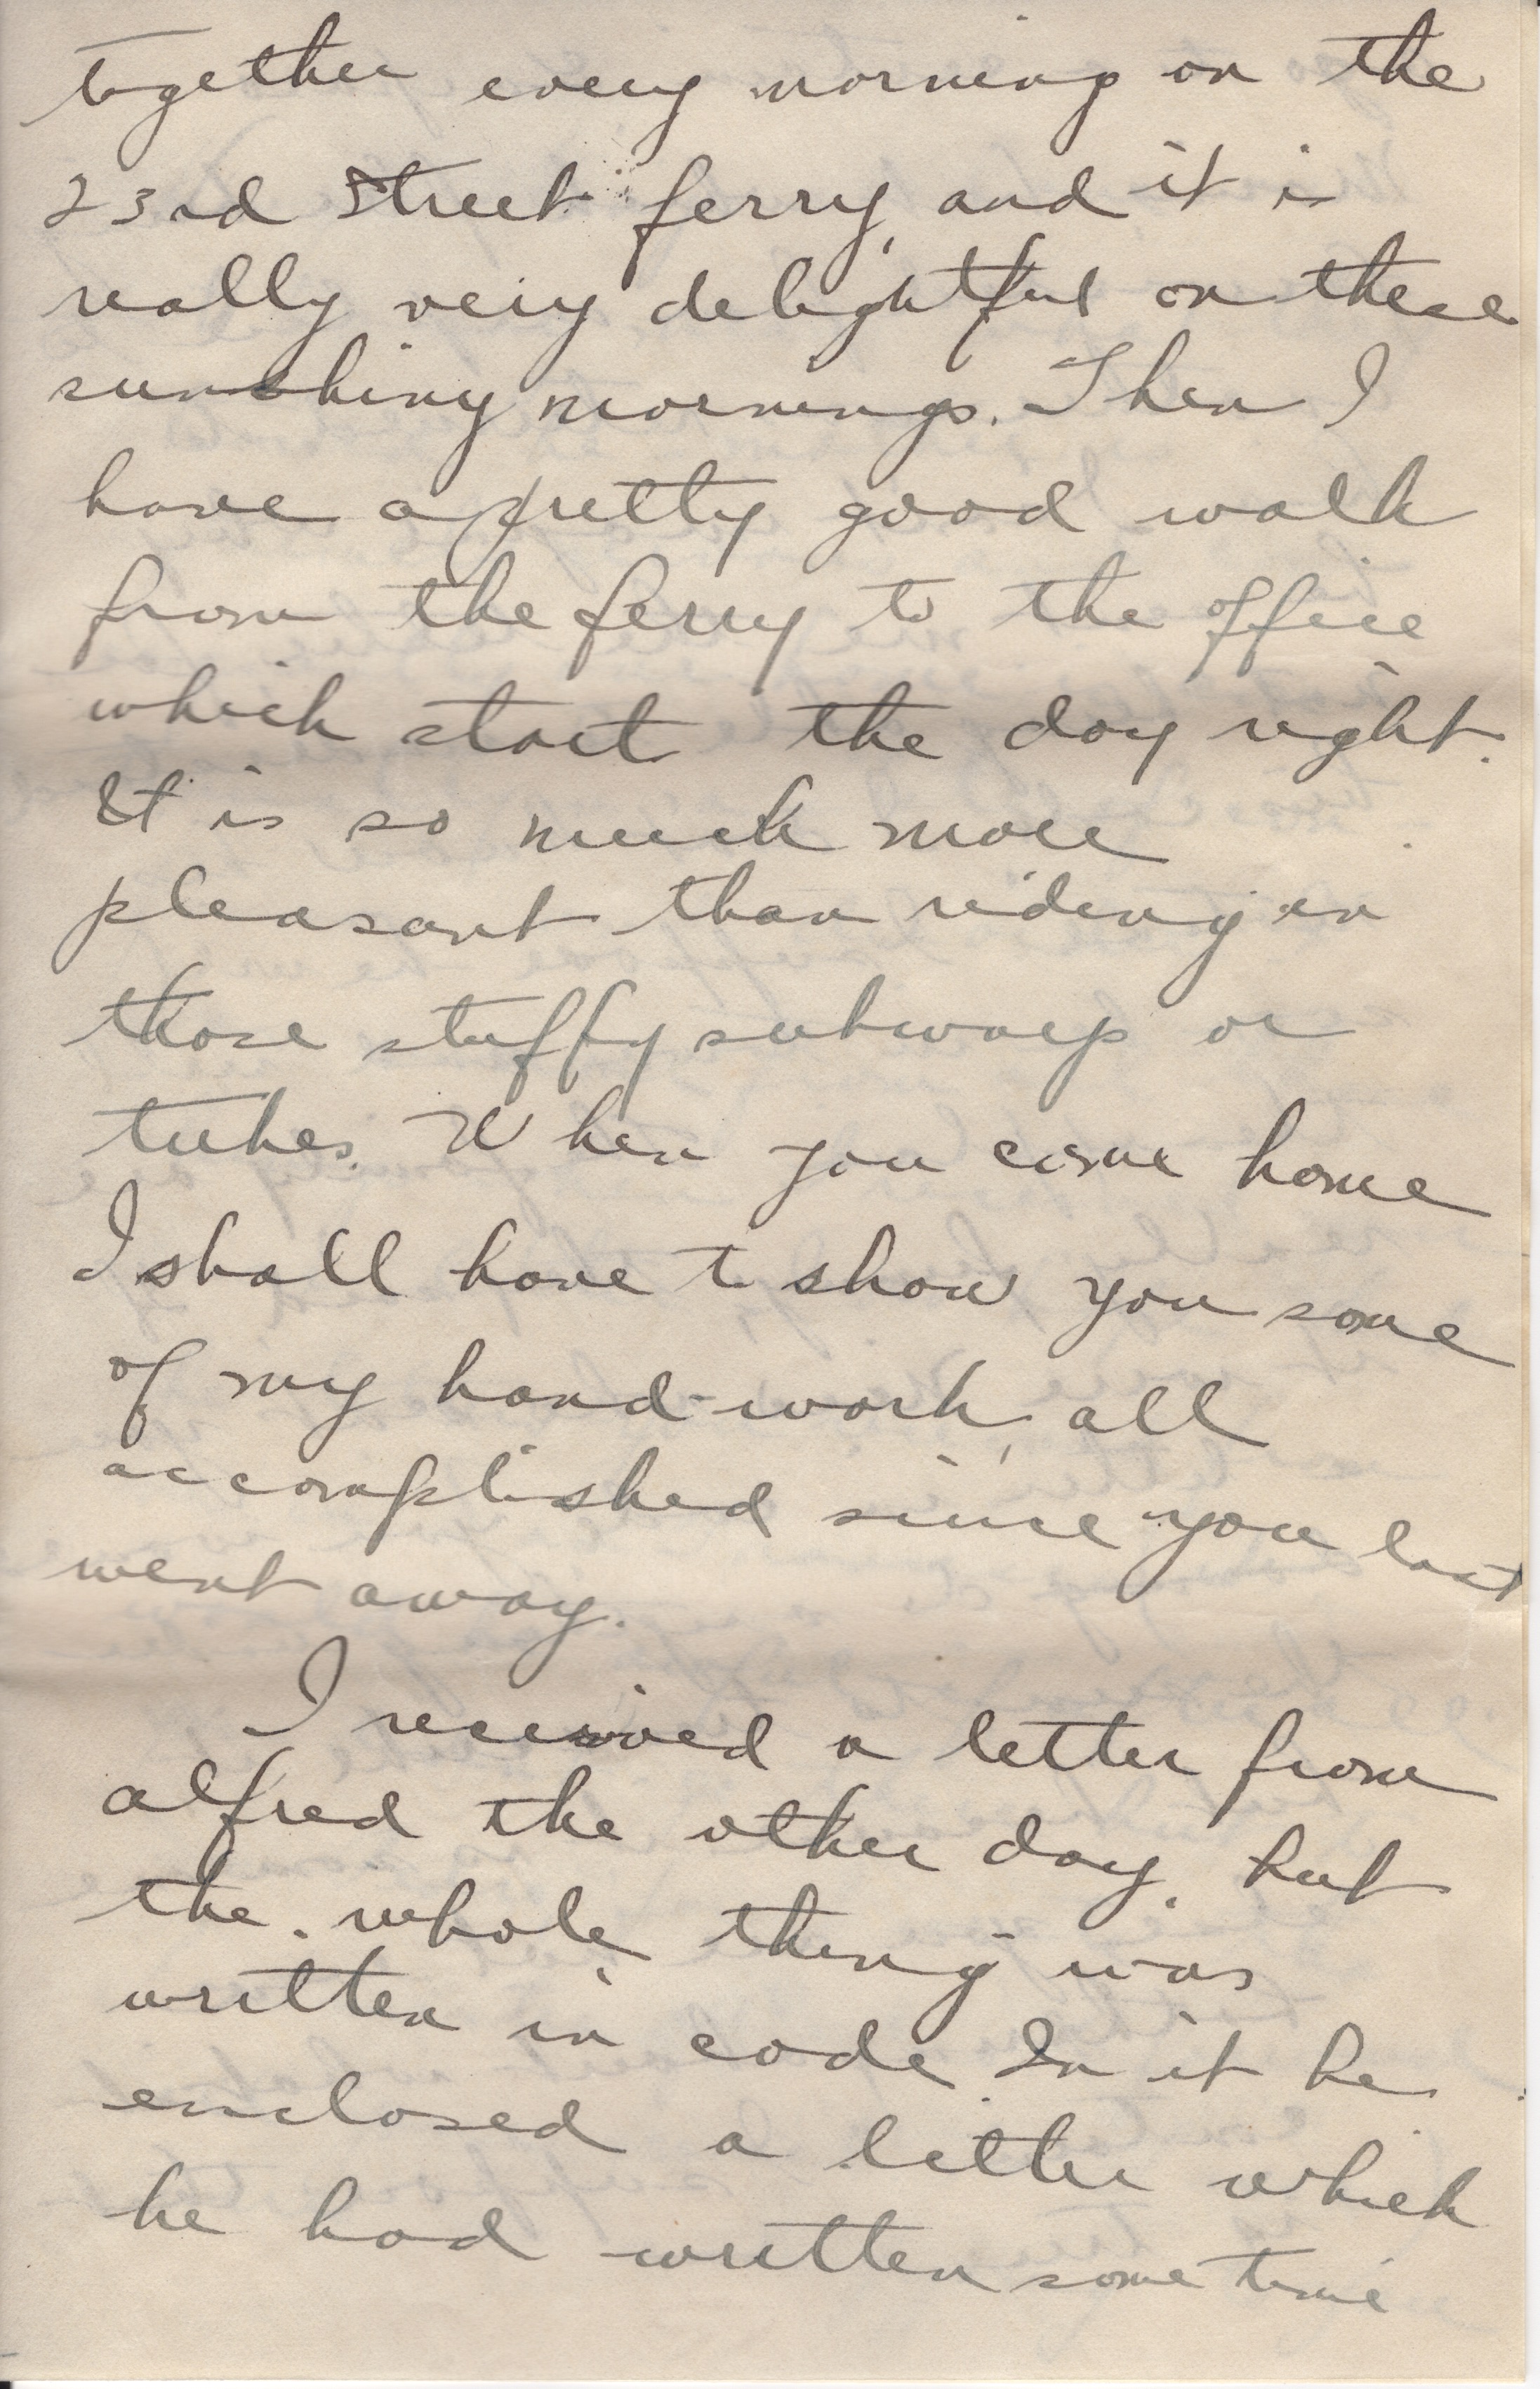 together every morning on the
23rd Street ferry, and it is
really very delightful on these
sunshiny mornings. Then I
have a pretty good walk
from the ferry to the office
which start the day right.
It is so much more
pleasant than riding in
those stuffy subways or
tubes. When you come home
I shall have to show you some
of my hand-work, all
accomplished since you last
went away.
I received a letter from
Alfred the other day, but
the whole thing was
written in code. In it he
enclosed a letter which
he had written some time